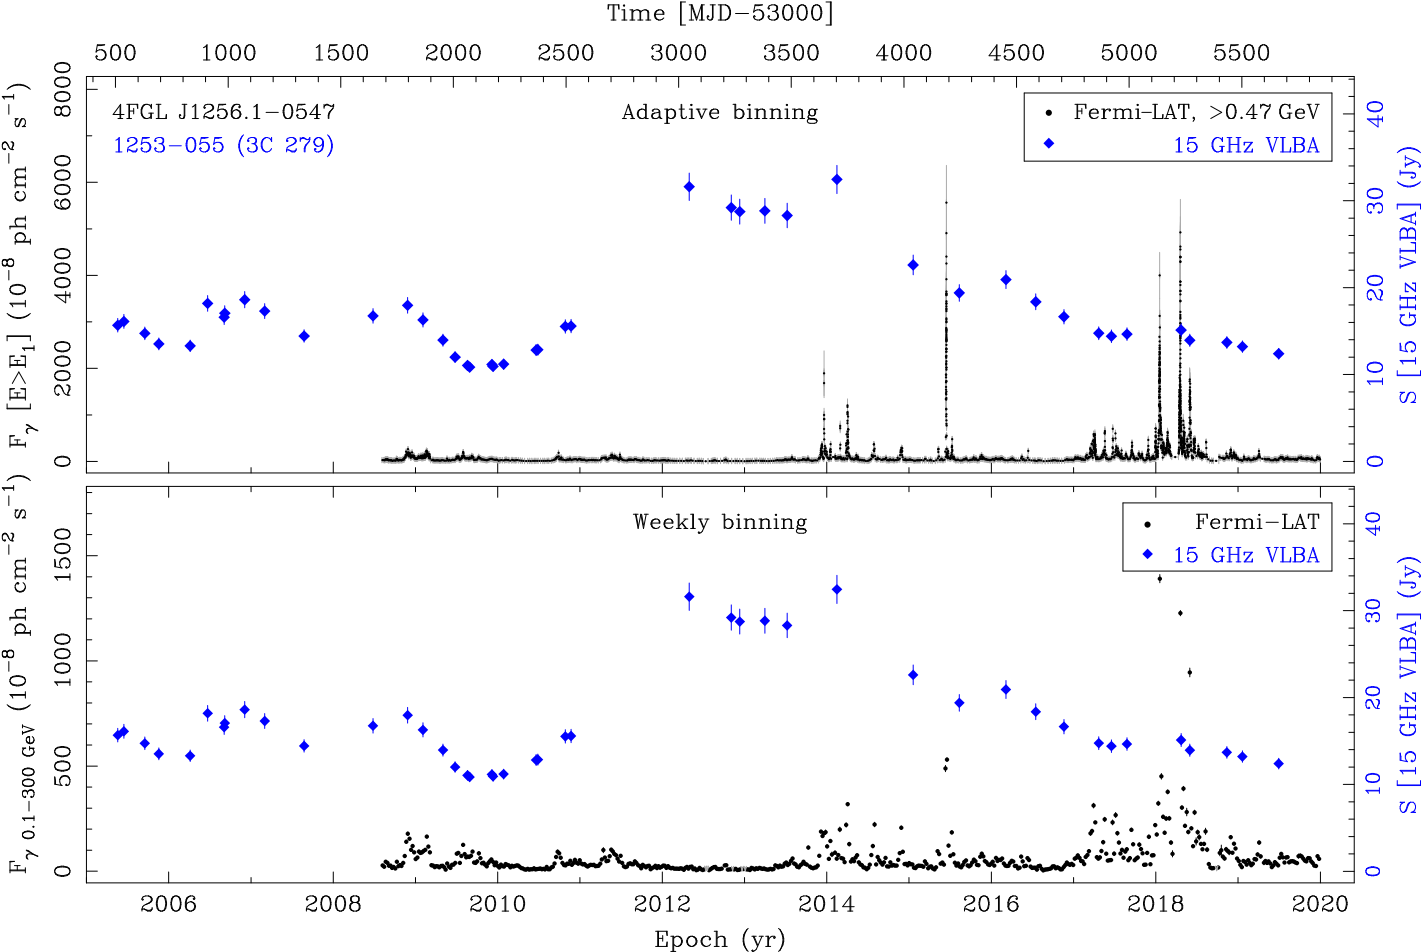 Time [MJD−53000]
500 1000 1500 2000 2500 3000 3500 4000 4500 5000 5500
4FGL J1256.1−0547
1253−055 (3C 279)
Adaptive binning
Fermi−LAT, >0.47 GeV
15 GHz VLBA
F_γ [E>E_1] (10^−8 ph cm^−2 s^−1)
0 2000 4000 6000 8000
S [15 GHz VLBA] (Jy)
0 10 20 30 40
Weekly binning
Fermi−LAT
15 GHz VLBA
F_γ 0.1−300 GeV (10^−8 ph cm^−2 s^−1)
0 500 1000 1500
S [15 GHz VLBA] (Jy)
0 10 20 30 40
2006 2008 2010 2012 2014 2016 2018 2020
Epoch (yr)